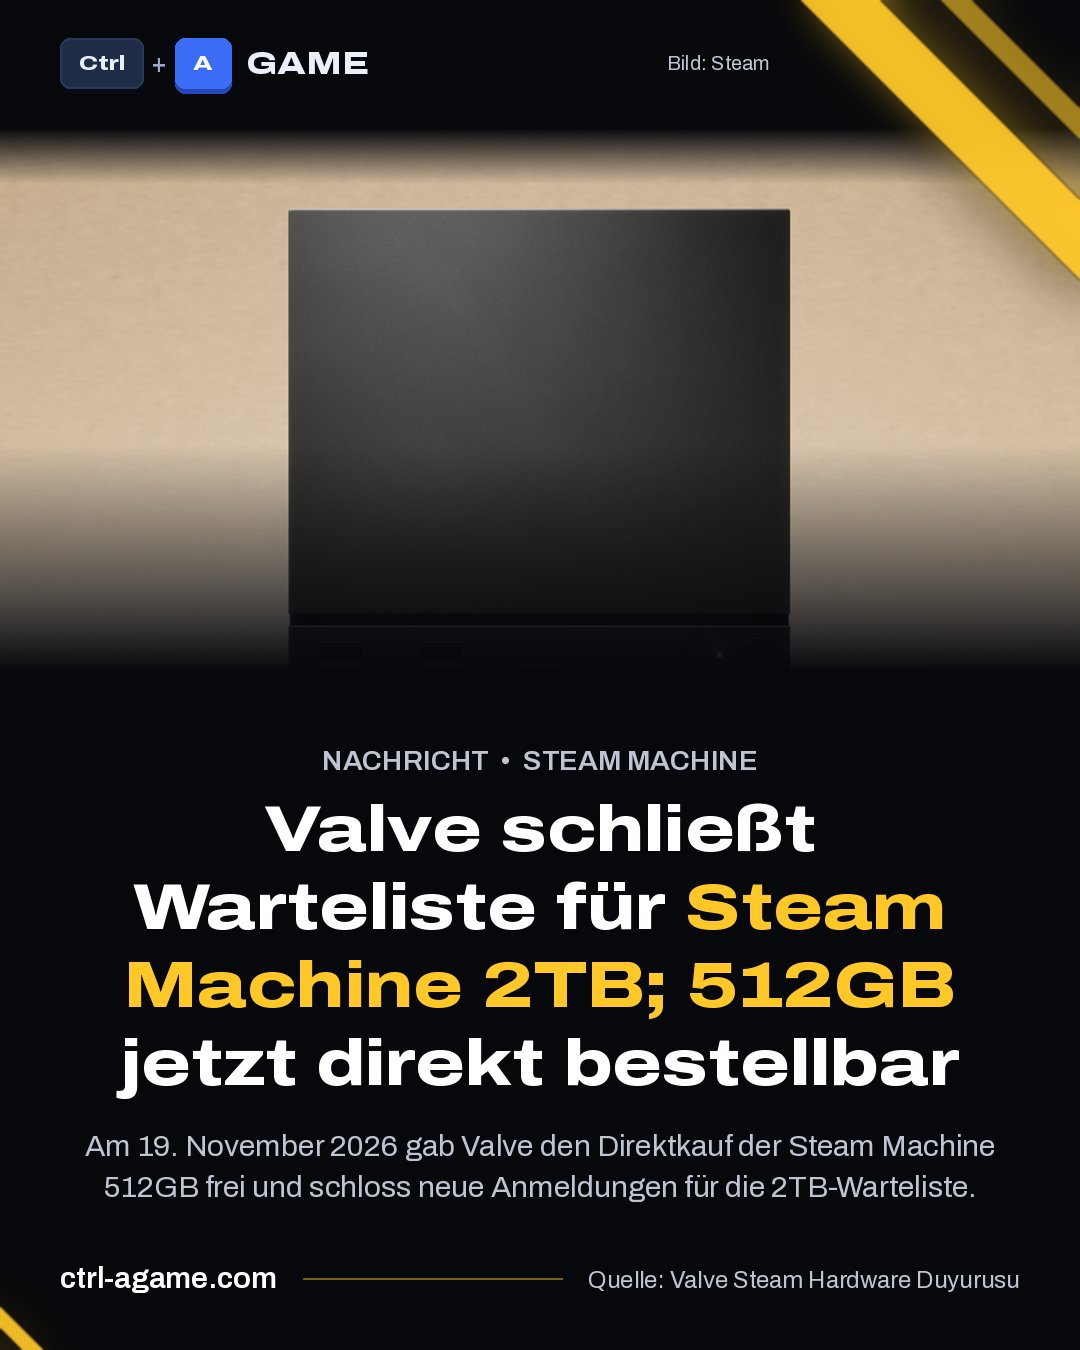 Ctrl + A GAME
Bild: Steam
NACHRICHT • STEAM MACHINE
Valve schließt
Warteliste für Steam
Machine 2TB; 512GB
jetzt direkt bestellbar
Am 19. November 2026 gab Valve den Direktkauf der Steam Machine
512GB frei und schloss neue Anmeldungen für die 2TB-Warteliste.
ctrl-agame.com
Quelle: Valve Steam Hardware Duyurusu